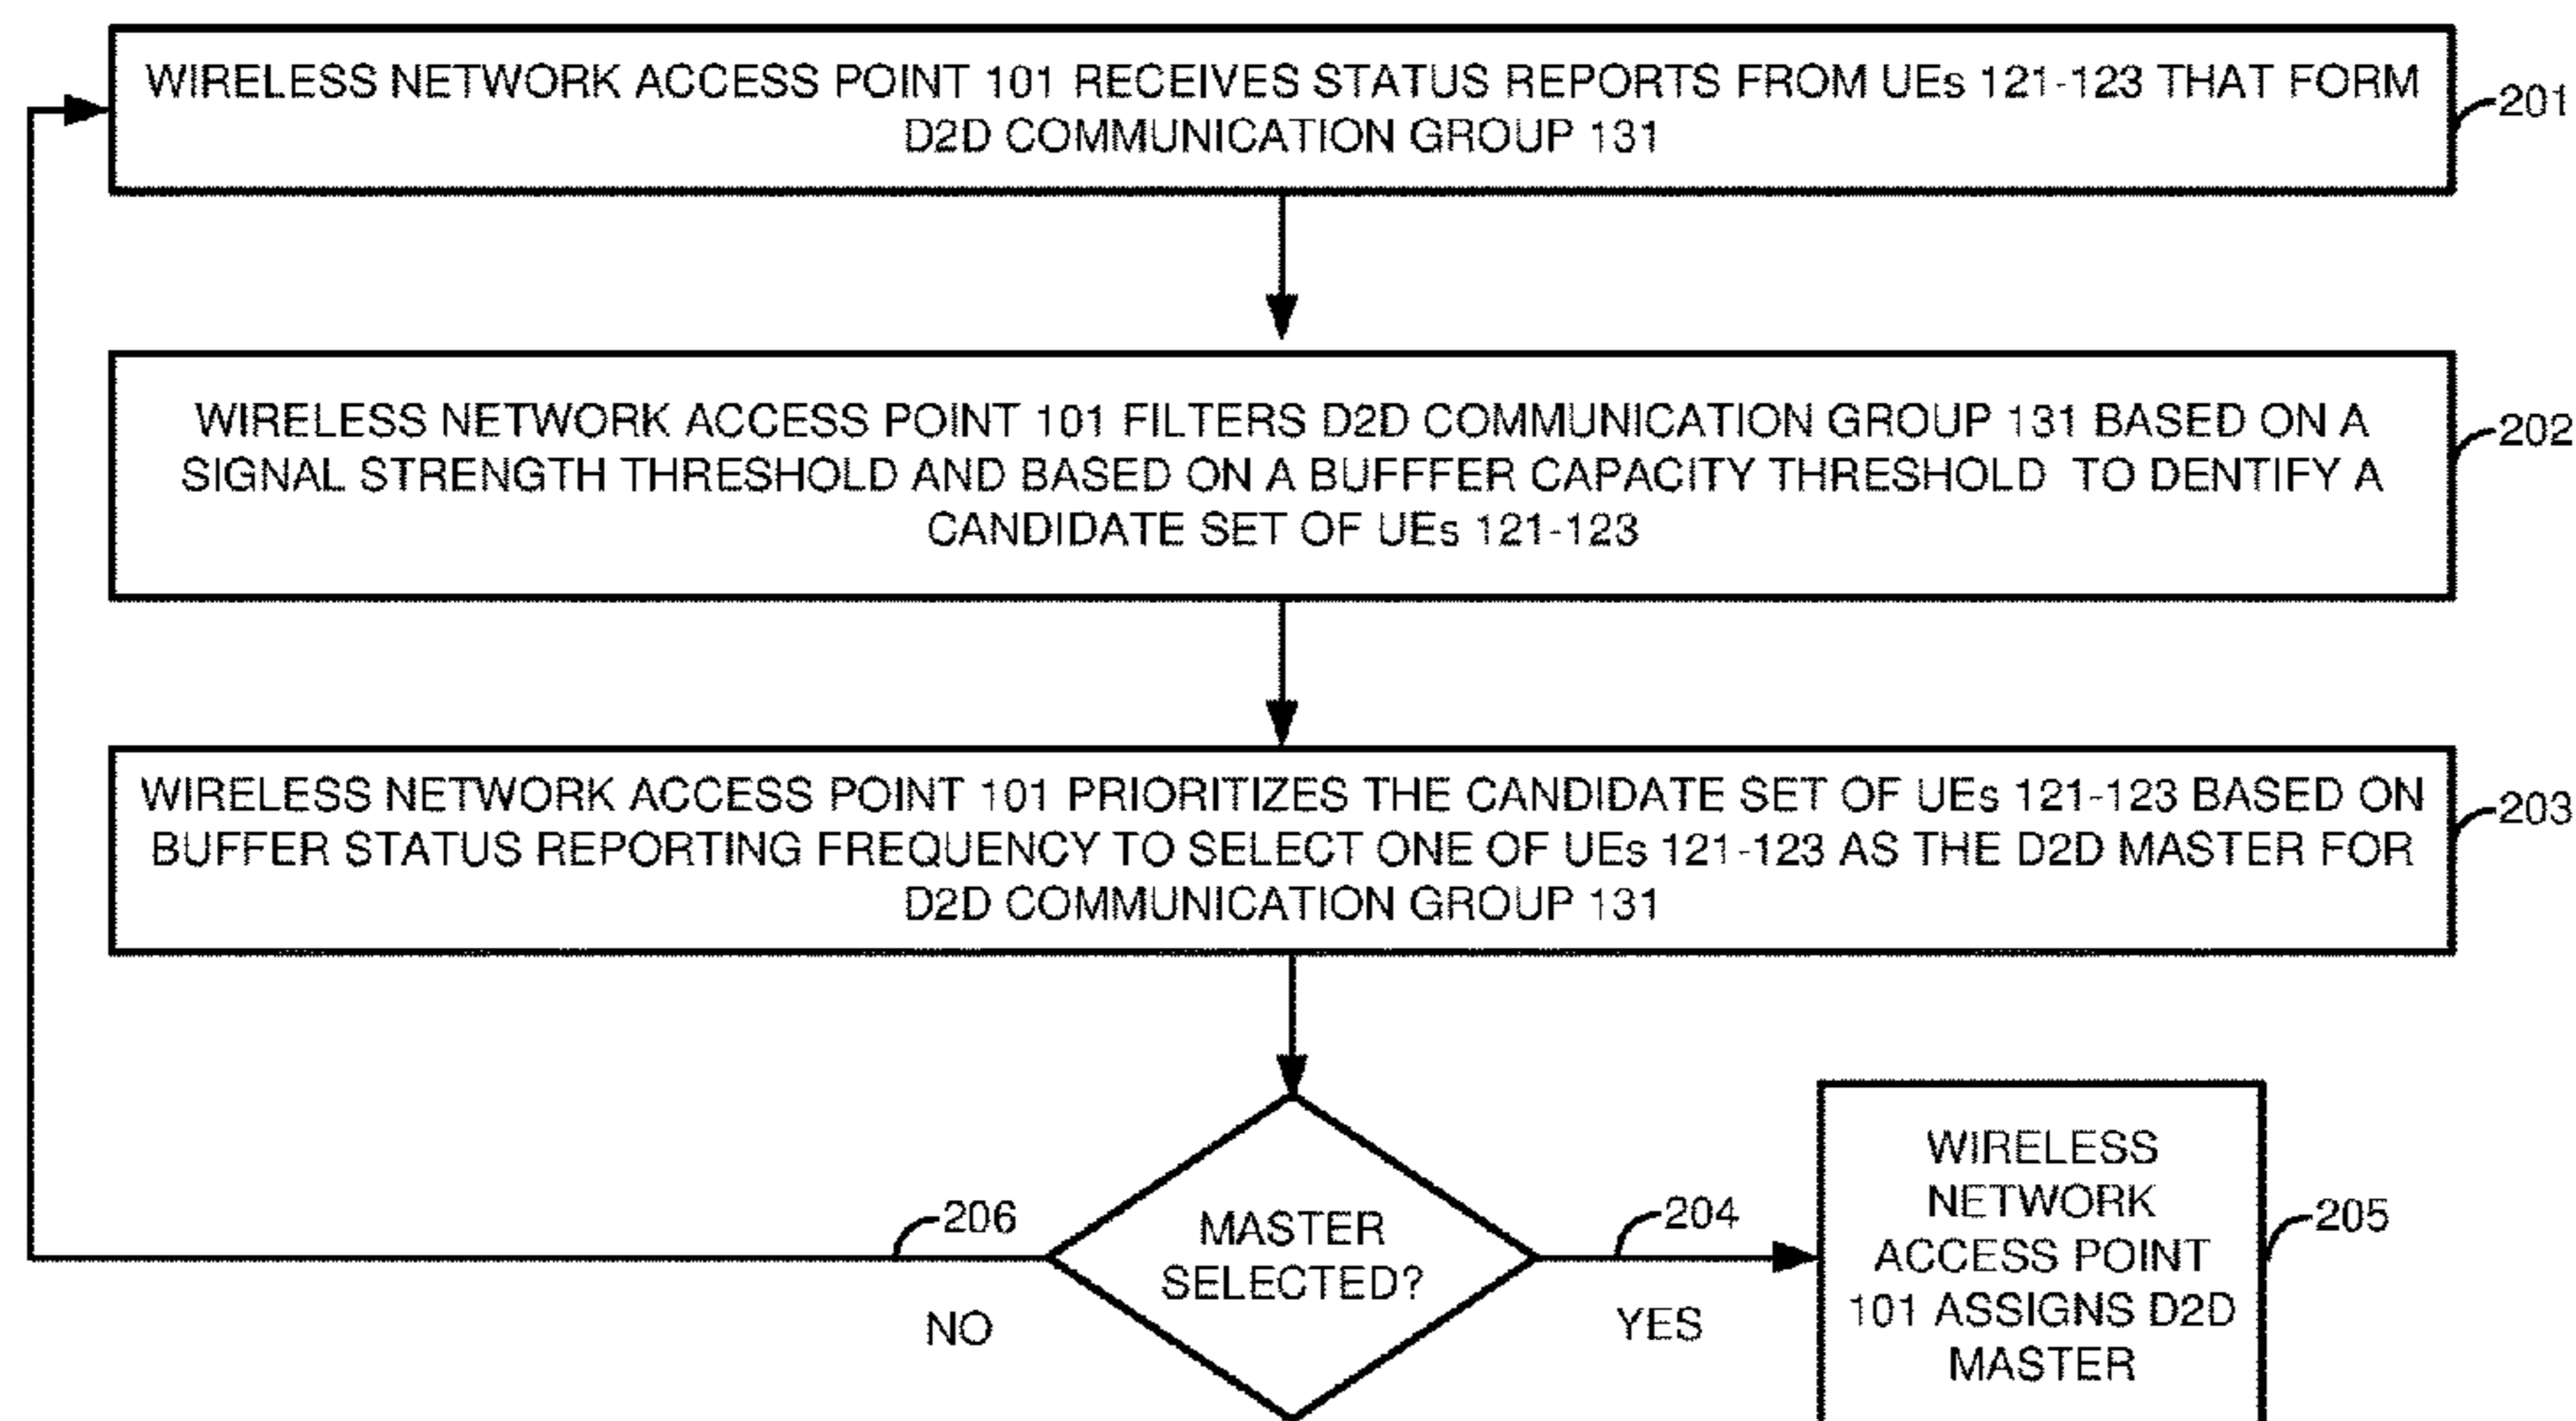 WIRELESS NETWORK ACCESS POINT 101 RECEIVES STATUS REPORTS FROM UEs 121-123 THAT FORM
D2D COMMUNICATION GROUP 131
201
WIRELESS NETWORK ACCESS POINT 101 FILTERS D2D COMMUNICATION GROUP 131 BASED ON A
SIGNAL STRENGTH THRESHOLD AND BASED ON A BUFFFER CAPACITY THRESHOLD TO DENTIFY A
CANDIDATE SET OF UEs 121-123
202
WIRELESS NETWORK ACCESS POINT 101 PRIORITIZES THE CANDIDATE SET OF UEs 121-123 BASED ON
BUFFER STATUS REPORTING FREQUENCY TO SELECT ONE OF UEs 121-123 AS THE D2D MASTER FOR
D2D COMMUNICATION GROUP 131
203
206
NO
MASTER
SELECTED?
204
YES
WIRELESS
NETWORK
ACCESS POINT
101 ASSIGNS D2D
MASTER
205